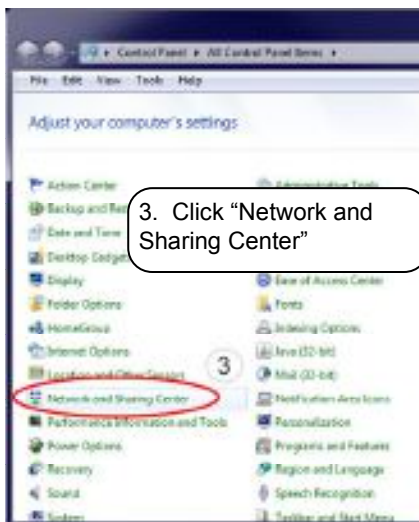 Control Panel ▸ All Control Panel Items ▸
File Edit View Tools Help
Adjust your computer's settings
Action Center
Administrative Tools
Backup and
3. Click “Network and
Sharing Center”
Date and Time
Desktop Gadgets
Display
Ease of Access Center
Folder Options
Fonts
HomeGroup
Indexing Options
Internet Options
Java (32-bit)
Location and Other Sensors
3
Mail (32-bit)
Network and Sharing Center
Notification Area Icons
Performance Information and Tools
Personalization
Power Options
Programs and Features
Recovery
Region and Language
Sound
Speech Recognition
System
Taskbar and Start Menu